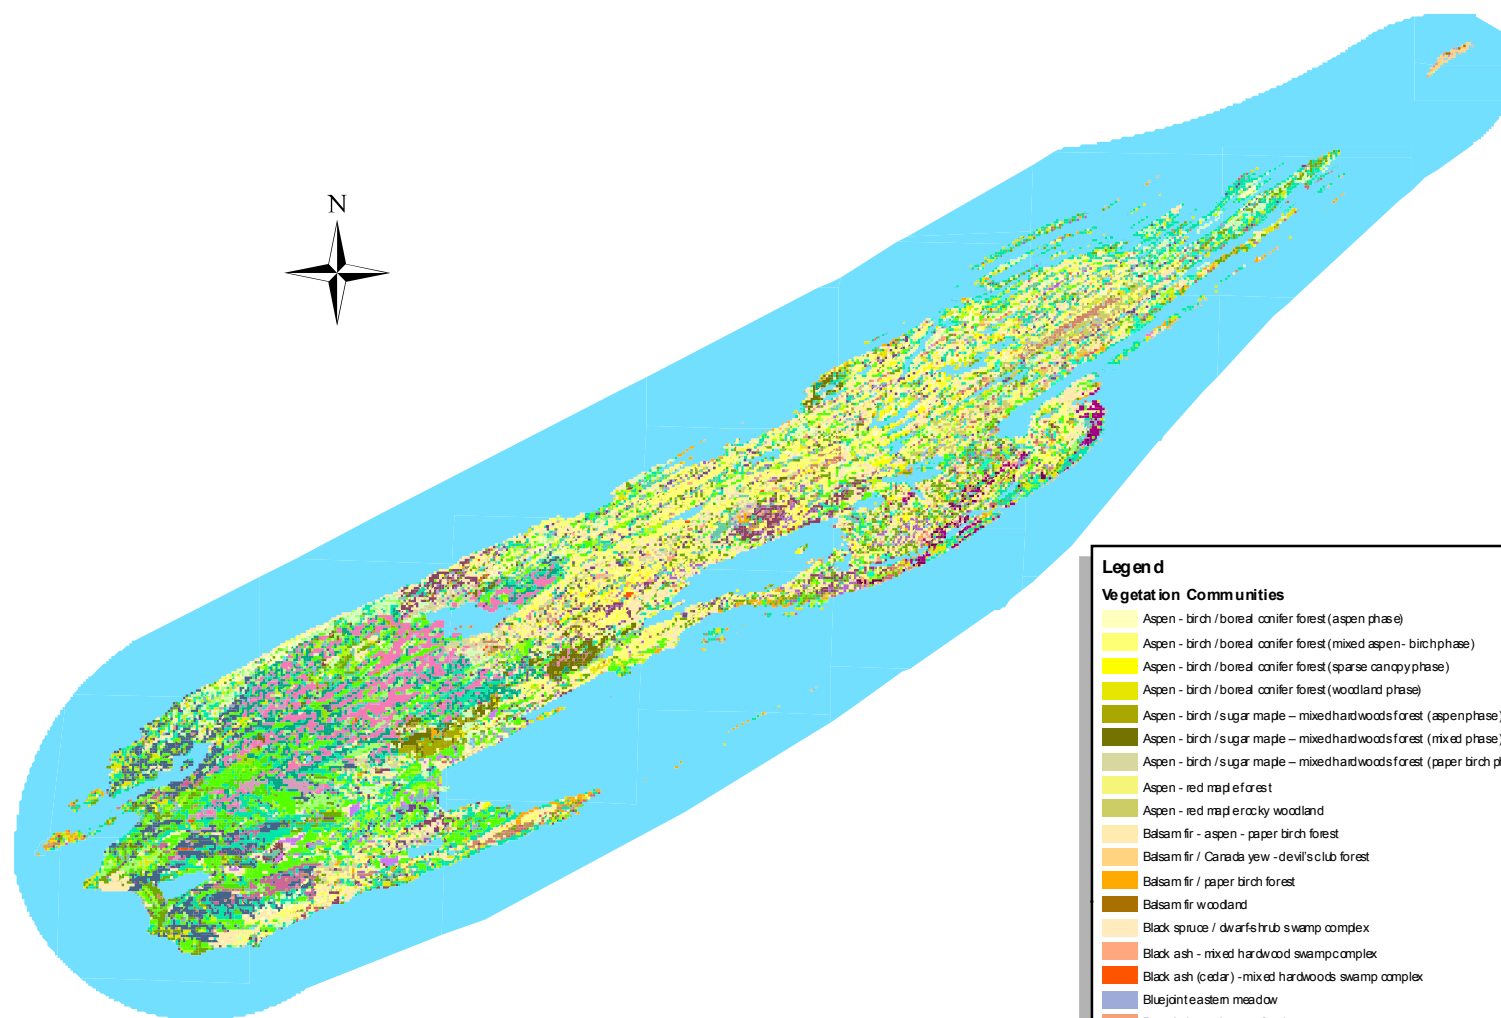 N
Legend
Vegetation Communities
Aspen - birch / boreal conifer forest (aspen phase)
Aspen - birch / boreal conifer forest (mixed aspen - birch phase)
Aspen - birch / boreal conifer forest (sparse canopy phase)
Aspen - birch / boreal conifer forest (woodland phase)
Aspen - birch / sugar maple – mixed hardwoods forest (aspen phase)
Aspen - birch / sugar maple – mixed hardwoods forest (mixed phase)
Aspen - birch / sugar maple – mixed hardwoods forest (paper birch
Aspen - red maple forest
Aspen - red maple rocky woodland
Balsam fir - aspen - paper birch forest
Balsam fir / Canada yew - devil's club forest
Balsam fir / paper birch forest
Balsam fir woodland
Black spruce / dwarf-shrub swamp complex
Black ash - mixed hardwood swamp complex
Black ash (cedar) - mixed hardwoods swamp complex
Bluejoint eastern meadow